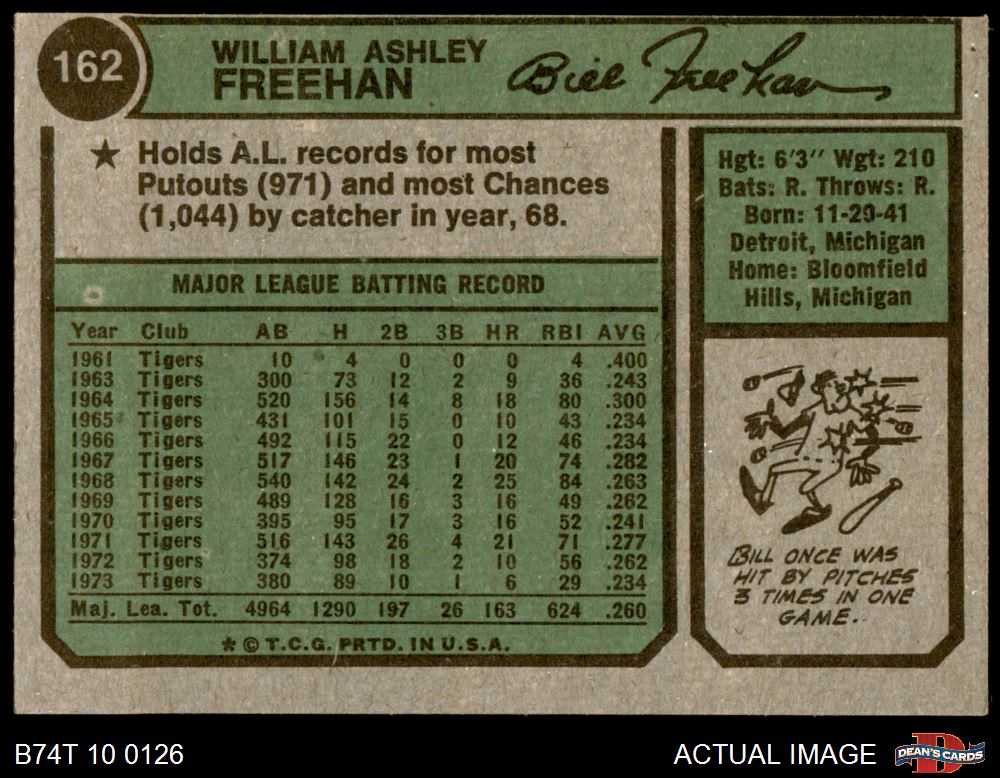 162
WILLIAM ASHLEY
FREEHAN
Bill Freehan
★ Holds A.L. records for most
Putouts (971) and most Chances
(1,044) by catcher in year, 68.
MAJOR LEAGUE BATTING RECORD
Year Club AB H 2B 3B HR RBI AVG
1961 Tigers 10 4 0 0 0 4 .400
1963 Tigers 300 73 12 2 9 36 .243
1964 Tigers 520 156 14 8 18 80 .300
1965 Tigers 431 101 15 0 10 43 .234
1966 Tigers 492 115 22 0 12 46 .234
1967 Tigers 517 146 23 1 20 74 .282
1968 Tigers 540 142 24 2 25 84 .263
1969 Tigers 489 128 16 3 16 49 .262
1970 Tigers 395 95 17 3 16 52 .241
1971 Tigers 516 143 26 4 21 71 .277
1972 Tigers 374 98 18 2 10 56 .262
1973 Tigers 380 89 10 1 6 29 .234
Maj. Lea. Tot. 4964 1290 197 26 163 624 .260
* © T.C.G. PRTD. IN U.S.A.
Hgt: 6'3" Wgt: 210
Bats: R. Throws: R.
Born: 11-29-41
Detroit, Michigan
Home: Bloomfield
Hills, Michigan
BILL ONCE WAS
HIT BY PITCHES
3 TIMES IN ONE
GAME.
B74T 10 0126
ACTUAL IMAGE
D
DEAN'S CARDS